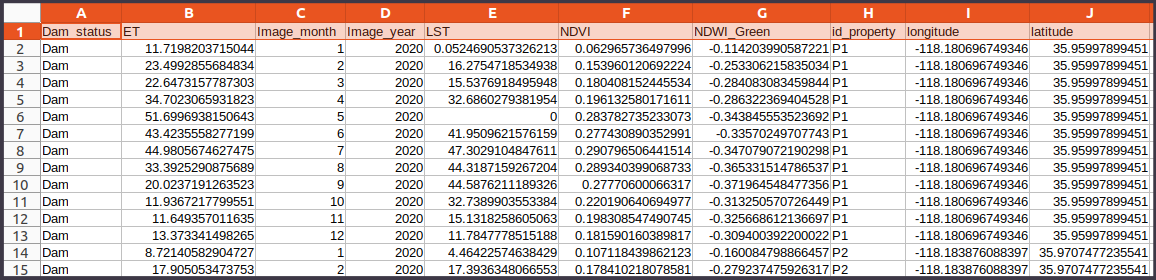 A B C D E F G H I J
1 Dam_status ET Image_month Image_year LST NDVI NDWI_Green id_property longitude latitude
2 Dam 11.7198203715044 1 2020 0.0524690537326213 0.062965736497996 -0.114203990587221 P1 -118.180696749346 35.95997899451
3 Dam 23.4992855684834 2 2020 16.2754718534938 0.153960120692224 -0.253306215835034 P1 -118.180696749346 35.95997899451
4 Dam 22.6473157787303 3 2020 15.5376918495948 0.180408152445534 -0.284083083459844 P1 -118.180696749346 35.95997899451
5 Dam 34.7023065931823 4 2020 32.6860279381954 0.196132580171611 -0.286322369404528 P1 -118.180696749346 35.95997899451
6 Dam 51.6996938150643 5 2020 0 0.283782735233073 -0.343845553523692 P1 -118.180696749346 35.95997899451
7 Dam 43.4235558277199 6 2020 41.9509621576159 0.277430890352991 -0.33570249707743 P1 -118.180696749346 35.95997899451
8 Dam 44.9805674627475 7 2020 47.3029104847611 0.290796506441514 -0.347079072190298 P1 -118.180696749346 35.95997899451
9 Dam 33.3925290875689 8 2020 44.3187159267204 0.289340399068733 -0.365331514786537 P1 -118.180696749346 35.95997899451
10 Dam 20.0237191263523 9 2020 44.5876211189326 0.27770600066317 -0.371964548477356 P1 -118.180696749346 35.95997899451
11 Dam 11.9367217799551 10 2020 32.7389903553384 0.220190640694977 -0.313250570726449 P1 -118.180696749346 35.95997899451
12 Dam 11.649357011635 11 2020 15.1318258605063 0.198308547490745 -0.325668612136697 P1 -118.180696749346 35.95997899451
13 Dam 13.373341498265 12 2020 11.7847778515188 0.181590160389817 -0.309400392200022 P1 -118.180696749346 35.95997899451
14 Dam 8.72140582904727 1 2020 4.46422574638429 0.107118439862123 -0.160084798866457 P2 -118.183876088397 35.9707477235541
15 Dam 17.905053473753 2 2020 17.3936348066553 0.178410218078581 -0.279237475926317 P2 -118.183876088397 35.9707477235541